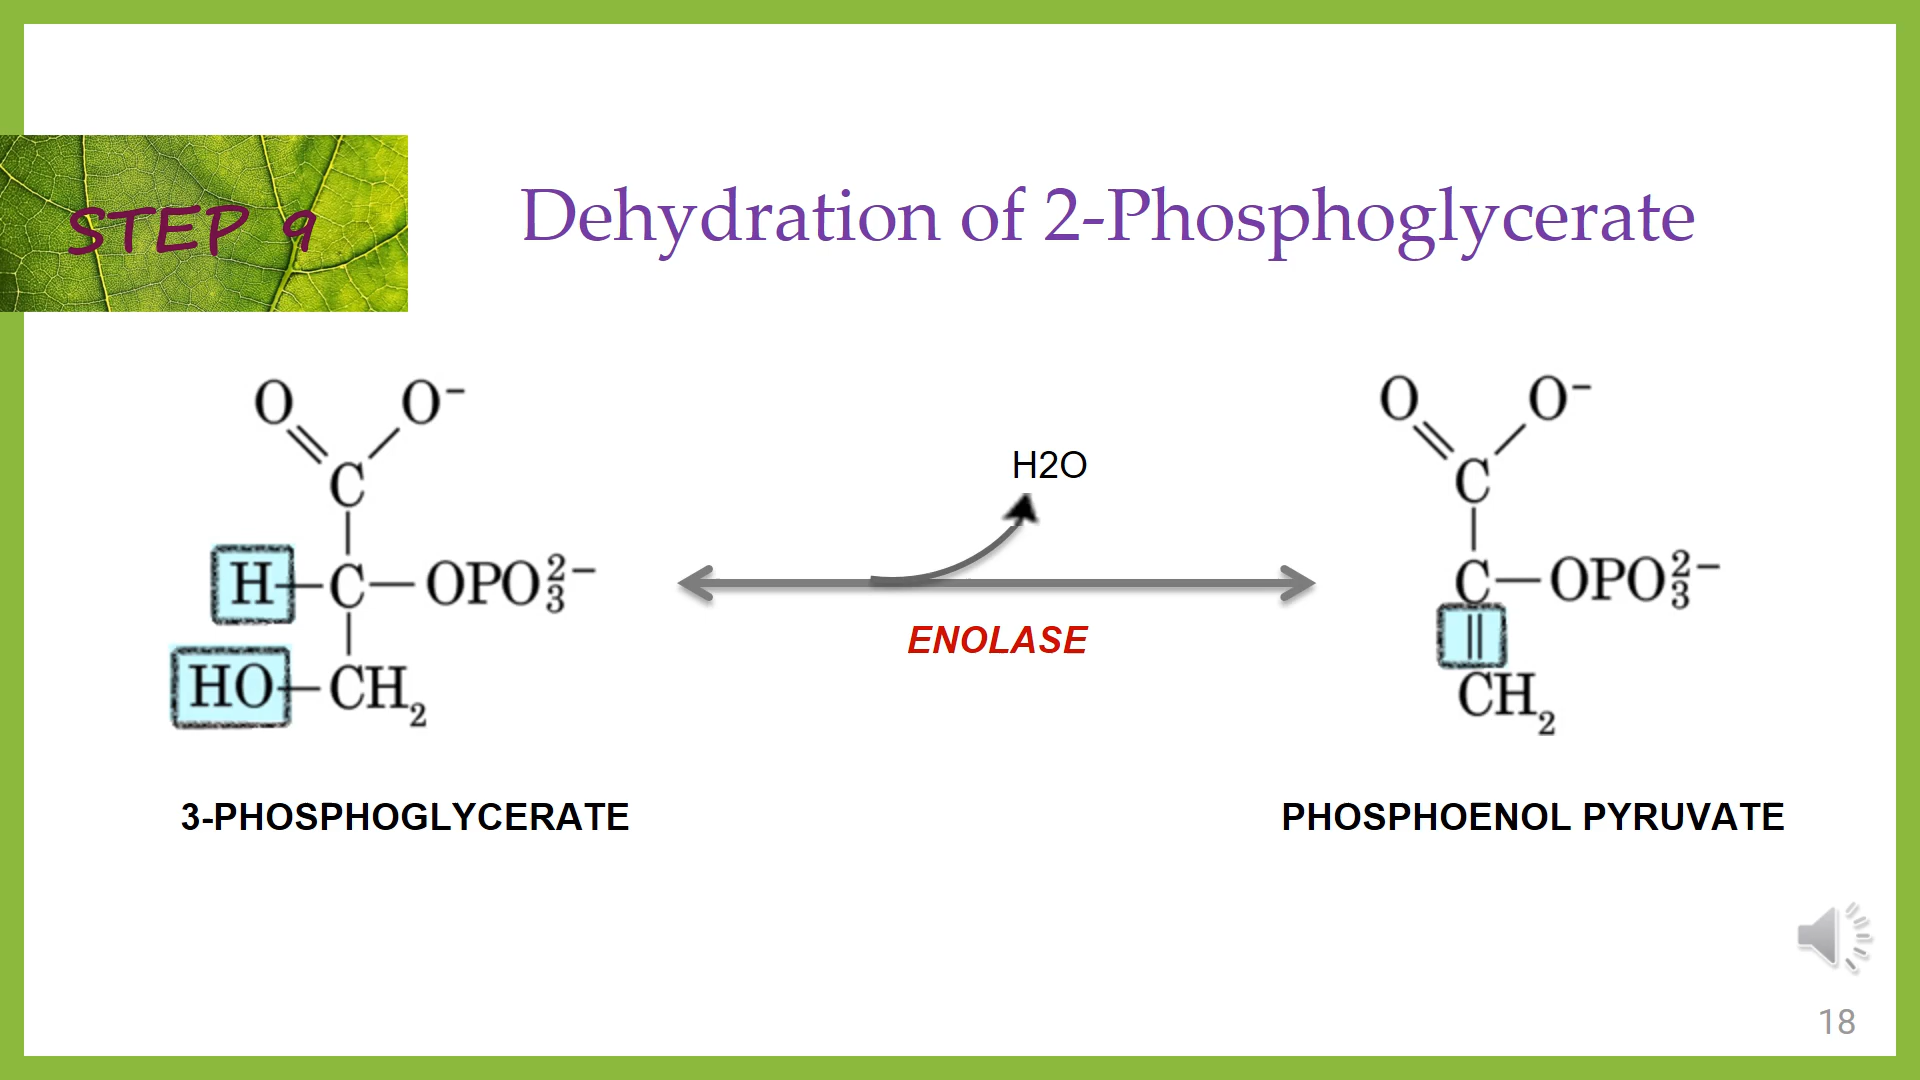 STEP 9
Dehydration of 2-Phosphoglycerate
O O⁻
C
H—C—OPO₃²⁻
HO—CH₂
3-PHOSPHOGLYCERATE
H2O
ENOLASE
O O⁻
C
C—OPO₃²⁻
CH₂
PHOSPHOENOL PYRUVATE
18